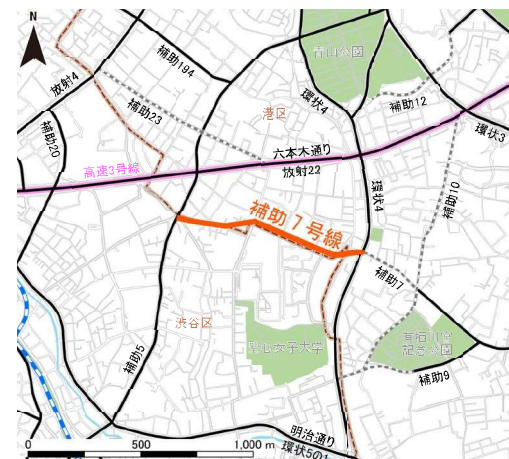 N
青山公園
補助194
放射4
環状4
港区
補助12
補助23
環状3
補助20
六本木通り
放射22
高速3号線
環状4
補助10
補助7号線
補助7
渋谷区
聖心女子大学
有栖川宮
記念公園
補助5
補助9
明治通り
環状5の1
0
500
1,000 m